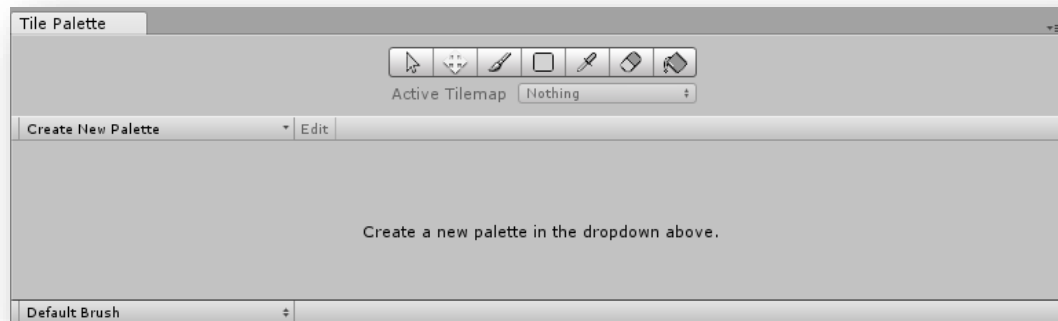 Tile Palette
Active Tilemap Nothing
Create New Palette Edit
Create a new palette in the dropdown above.
Default Brush